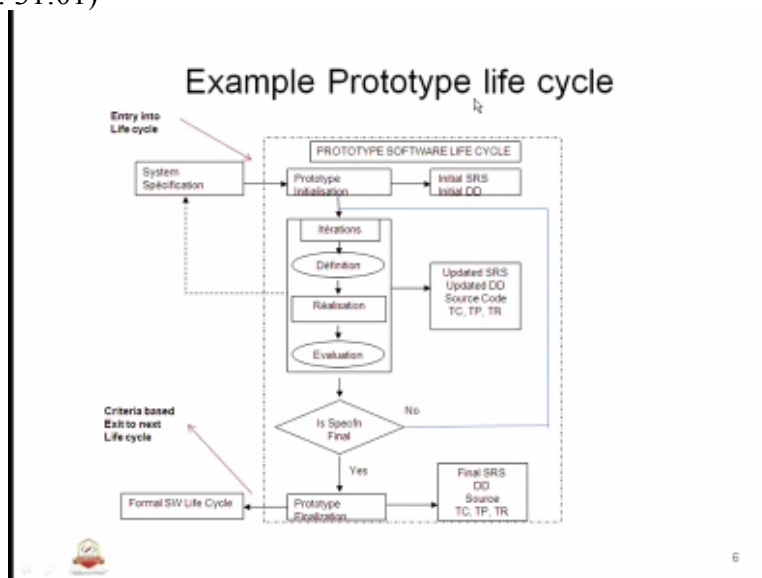 : 31:01)
Example Prototype life cycle
Entry into
Life cycle
PROTOTYPE SOFTWARE LIFE CYCLE
System
Spécification
Prototype
Initialisation
Initial SRS
Initial DD
Itérations
Définition
Réalisation
Evaluation
Updated SRS
Updated DD
Source Code
TC, TP, TR
Criteria based
Exit to next
Life cycle
Is Specfn
Final
No
Yes
Formal SW Life Cycle
Prototype
Finalization
Final SRS
DD
Source
TC, TP, TR
6